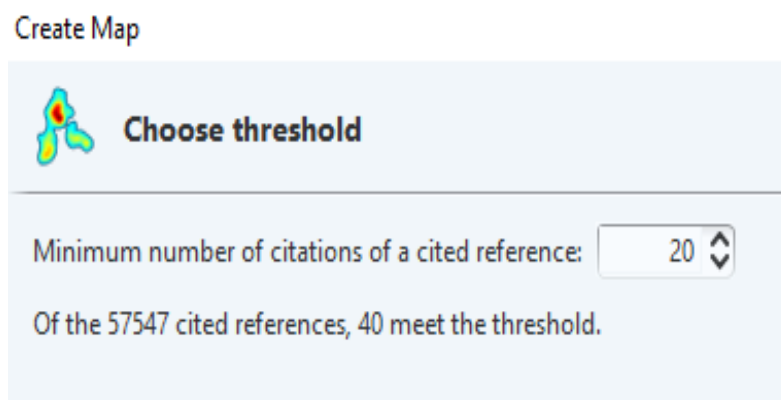 Create Map
Choose threshold
Minimum number of citations of a cited reference: 20
Of the 57547 cited references, 40 meet the threshold.